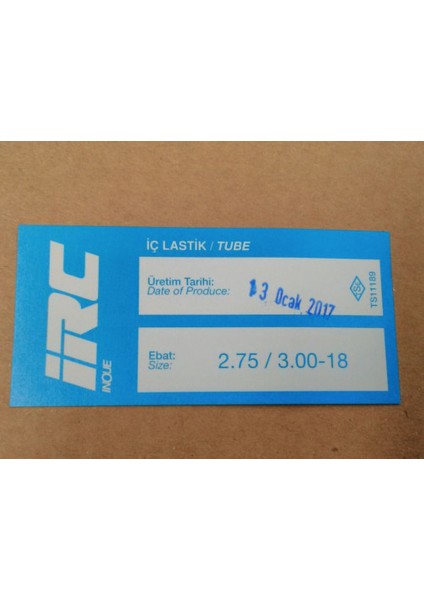 IRC
INOUE
İÇ LASTİK / TUBE
Üretim Tarihi:
Date of Produce:
13 Ocak 2017
TS11189
Ebat:
Size:
2.75 / 3.00-18